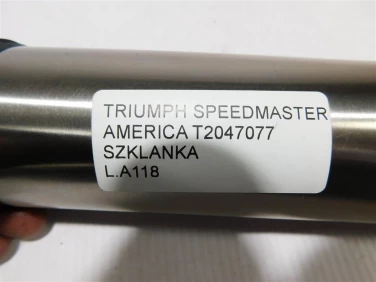 TRIUMPH SPEEDMASTER
AMERICA T2047077
SZKLANKA
L.A118